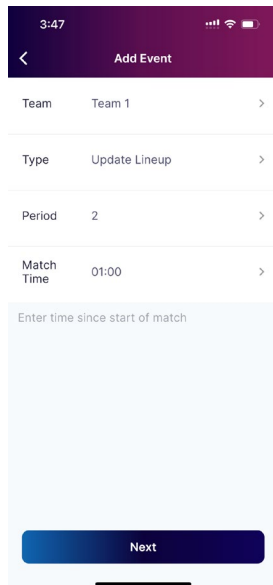 3:47
Add Event
Team Team 1
Type Update Lineup
Period 2
Match
Time 01:00
Enter time since start of match
Next